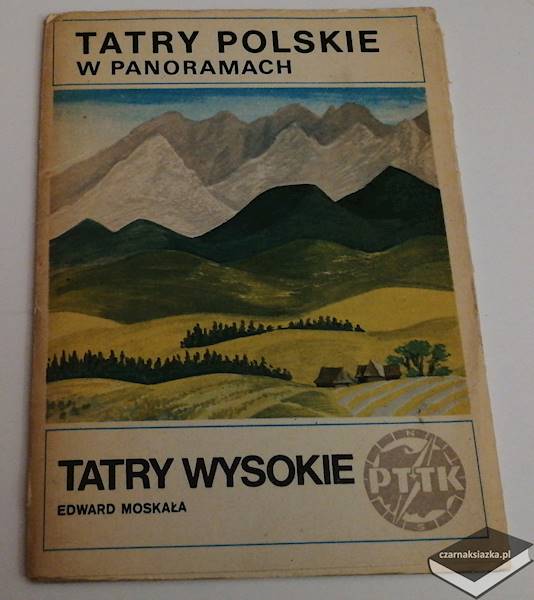 TATRY POLSKIE
W PANORAMACH
TATRY WYSOKIE
EDWARD MOSKAŁA
PTTK
czarnaksiazka.pl